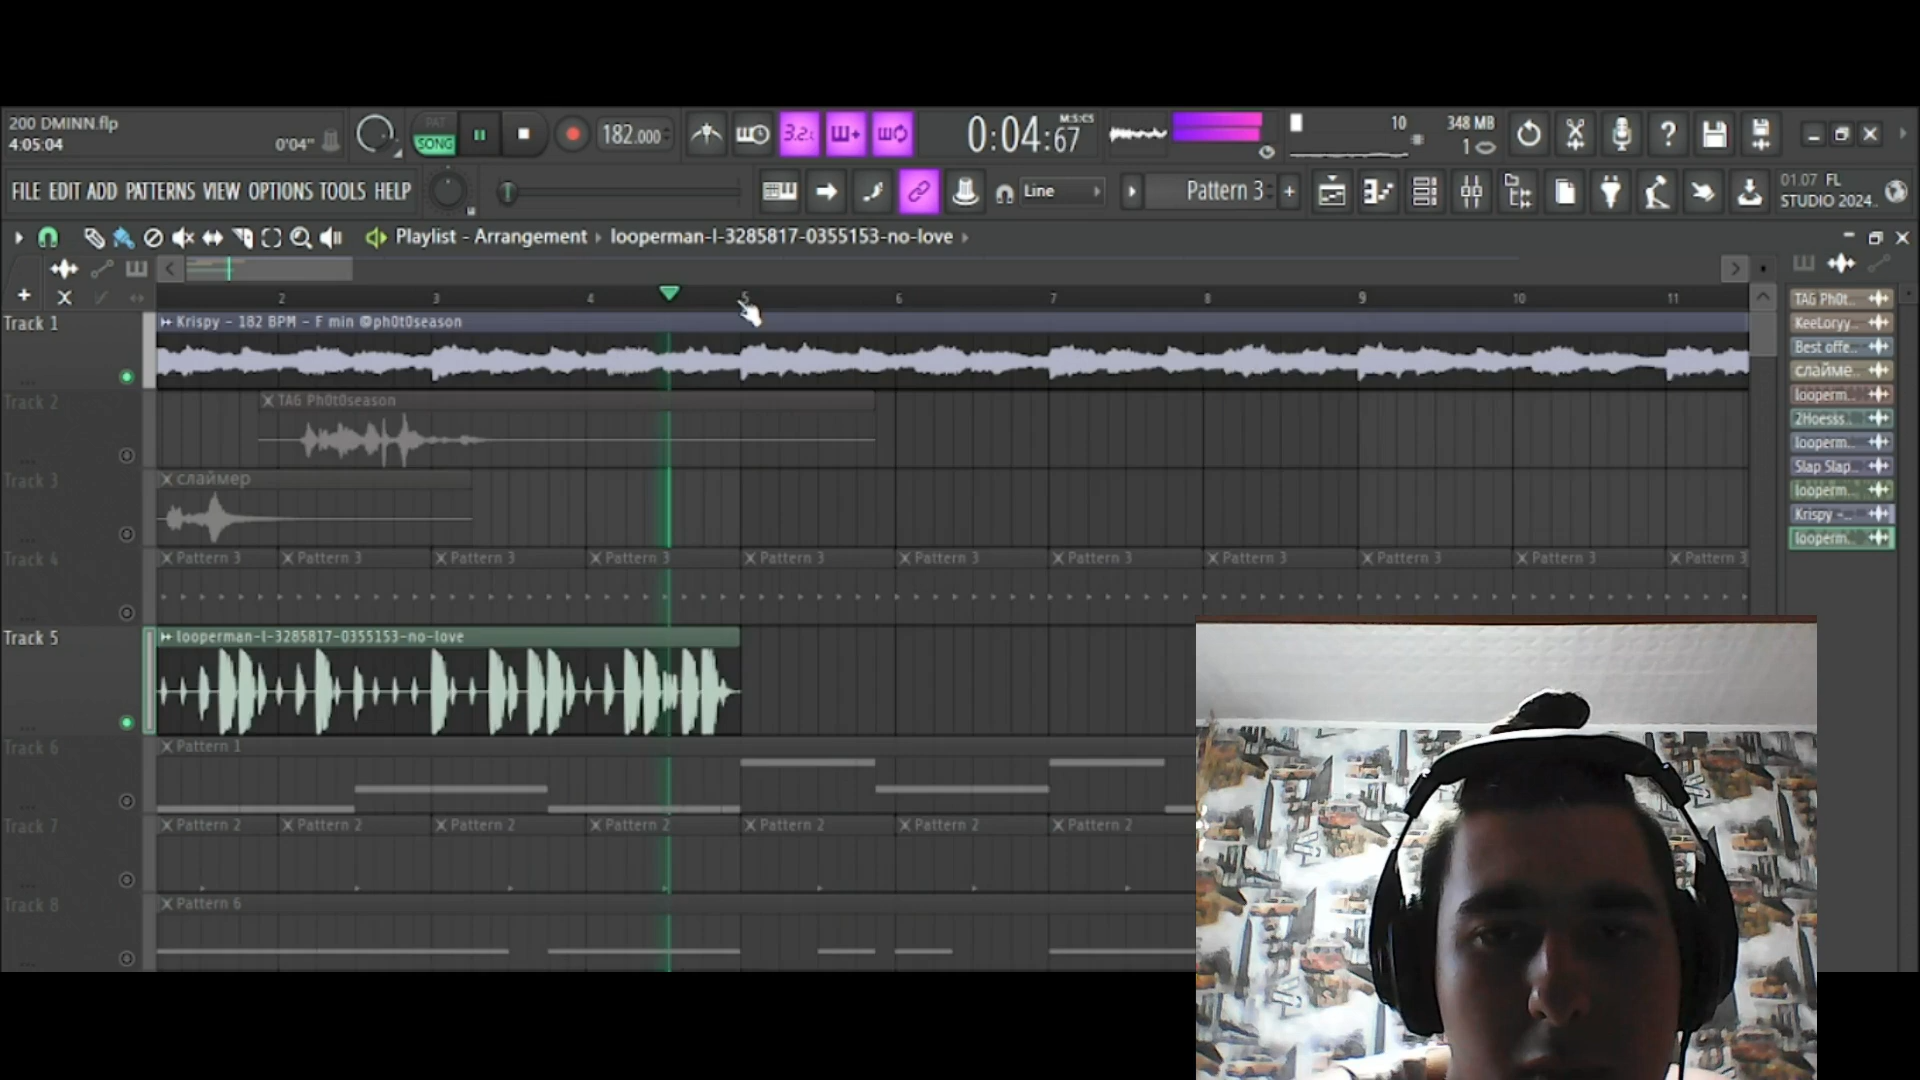 200 DMINN.flp
4:05:04
0'04"
PAT
SONG
182.000
3.2.
0:04:67
M:S:CS
10
348 MB
1
FILE EDIT ADD PATTERNS VIEW OPTIONS TOOLS HELP
Line
Pattern 3
01.07 FL
STUDIO 2024..
Playlist - Arrangement
looperman-l-3285817-0355153-no-love
2 3 4 5 6 7 8 9 10 11
Track 1
Krispy - 182 BPM - F min @ph0t0season
Track 2
TAG Ph0t0season
Track 3
слаймер
Track 4
Pattern 3 Pattern 3 Pattern 3 Pattern 3 Pattern 3 Pattern 3 Pattern 3 Pattern 3 Pattern 3 Pattern 3 Pattern 3
Track 5
looperman-l-3285817-0355153-no-love
Track 6
Pattern 1
Track 7
Pattern 2 Pattern 2 Pattern 2 Pattern 2 Pattern 2 Pattern 2 Pattern 2
Track 8
Pattern 6
TAG Ph0t..
KeeLoryy..
Best offe..
слайме..
looperm..
2Hoesss..
looperm..
Slap Slap..
looperm..
Krispy -..
looperm..